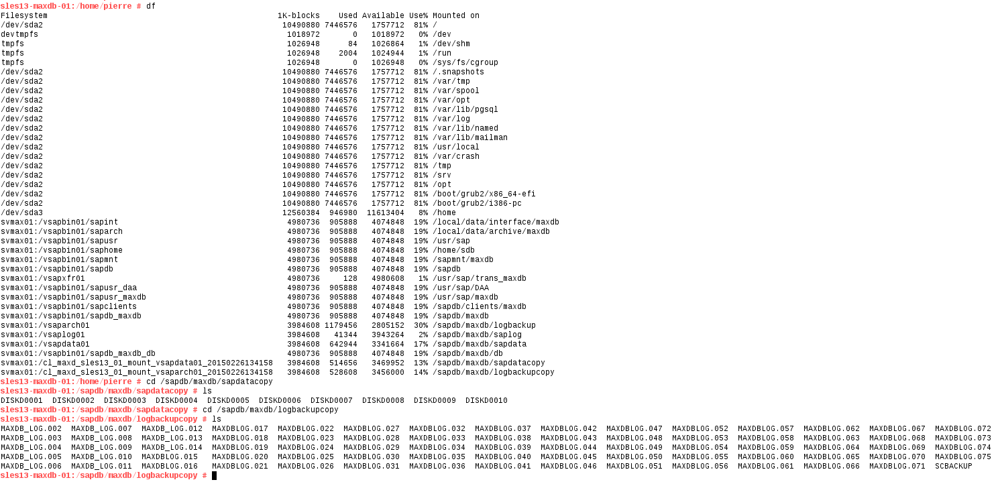 sles13-maxdb-01:/home/pierre # df
Filesystem 1K-blocks Used Available Use% Mounted on
/dev/sda2 10490880 7446576 1757712 81% /
devtmpfs 1018972 0 1018972 0% /dev
tmpfs 1026948 84 1026864 1% /dev/shm
tmpfs 1026948 2004 1024944 1% /run
tmpfs 1026948 0 1026948 0% /sys/fs/cgroup
/dev/sda2 10490880 7446576 1757712 81% /.snapshots
/dev/sda2 10490880 7446576 1757712 81% /var/tmp
/dev/sda2 10490880 7446576 1757712 81% /var/spool
/dev/sda2 10490880 7446576 1757712 81% /var/opt
/dev/sda2 10490880 7446576 1757712 81% /var/lib/pgsql
/dev/sda2 10490880 7446576 1757712 81% /var/log
/dev/sda2 10490880 7446576 1757712 81% /var/lib/named
/dev/sda2 10490880 7446576 1757712 81% /var/lib/mailman
/dev/sda2 10490880 7446576 1757712 81% /usr/local
/dev/sda2 10490880 7446576 1757712 81% /var/crash
/dev/sda2 10490880 7446576 1757712 81% /tmp
/dev/sda2 10490880 7446576 1757712 81% /srv
/dev/sda2 10490880 7446576 1757712 81% /opt
/dev/sda2 10490880 7446576 1757712 81% /boot/grub2/x86_64-efi
/dev/sda2 10490880 7446576 1757712 81% /boot/grub2/i386-pc
/dev/sda3 12560384 946980 11613404 8% /home
svmax01:/vsapbin01/sapint 4980736 905888 4074848 19% /local/data/interface/maxdb
svmax01:/vsapbin01/saparch 4980736 905888 4074848 19% /local/data/archive/maxdb
svmax01:/vsapbin01/sapusr 4980736 905888 4074848 19% /usr/sap
svmax01:/vsapbin01/saphome 4980736 905888 4074848 19% /home/sdb
svmax01:/vsapbin01/sapmnt 4980736 905888 4074848 19% /sapmnt/maxdb
svmax01:/vsapbin01/sapdb 4980736 905888 4074848 19% /sapdb
svmax01:/vsapxfr01 4980736 128 4980608 1% /usr/sap/trans_maxdb
svmax01:/vsapbin01/sapusr_daa 4980736 905888 4074848 19% /usr/sap/DAA
svmax01:/vsapbin01/sapusr_maxdb 4980736 905888 4074848 19% /usr/sap/maxdb
svmax01:/vsapbin01/sapclients 4980736 905888 4074848 19% /sapdb/clients/maxdb
svmax01:/vsapbin01/sapdb_maxdb 4980736 905888 4074848 19% /sapdb/maxdb
svmax01:/vsaparch01 3984608 1179456 2805152 30% /sapdb/maxdb/logbackup
svmax01:/vsaplog01 3984608 41344 3943264 2% /sapdb/maxdb/saplog
svmax01:/vsapdata01 3984608 642944 3341664 17% /sapdb/maxdb/sapdata
svmax01:/vsapbin01/sapdb_maxdb_db 4980736 905888 4074848 19% /sapdb/maxdb/db
svmax01:/cl_maxd_sles13_01_mount_vsapdata01_20150226134158 3984608 514656 3469952 13% /sapdb/maxdb/sapdatacopy
svmax01:/cl_maxd_sles13_01_mount_vsaparch01_20150226134158 3984608 528608 3456000 14% /sapdb/maxdb/logbackupcopy
sles13-maxdb-01:/home/pierre # cd /sapdb/maxdb/sapdatacopy
sles13-maxdb-01:/sapdb/maxdb/sapdatacopy # ls
DISKD0001 DISKD0002 DISKD0003 DISKD0004 DISKD0005 DISKD0006 DISKD0007 DISKD0008 DISKD0009 DISKD0010
sles13-maxdb-01:/sapdb/maxdb/sapdatacopy # cd /sapdb/maxdb/logbackupcopy
sles13-maxdb-01:/sapdb/maxdb/logbackupcopy # ls
MAXDB_LOG.002 MAXDB_LOG.007 MAXDB_LOG.012 MAXDBLOG.017 MAXDBLOG.022 MAXDBLOG.027 MAXDBLOG.032 MAXDBLOG.037 MAXDBLOG.042 MAXDBLOG.047 MAXDBLOG.052 MAXDBLOG.057 MAXDBLOG.062 MAXDBLOG.067 MAXDBLOG.072
MAXDB_LOG.003 MAXDB_LOG.008 MAXDB_LOG.013 MAXDBLOG.018 MAXDBLOG.023 MAXDBLOG.028 MAXDBLOG.033 MAXDBLOG.038 MAXDBLOG.043 MAXDBLOG.048 MAXDBLOG.053 MAXDBLOG.058 MAXDBLOG.063 MAXDBLOG.068 MAXDBLOG.073
MAXDB_LOG.004 MAXDB_LOG.009 MAXDB_LOG.014 MAXDBLOG.019 MAXDBLOG.024 MAXDBLOG.029 MAXDBLOG.034 MAXDBLOG.039 MAXDBLOG.044 MAXDBLOG.049 MAXDBLOG.054 MAXDBLOG.059 MAXDBLOG.064 MAXDBLOG.069 MAXDBLOG.074
MAXDB_LOG.005 MAXDB_LOG.010 MAXDBLOG.015 MAXDBLOG.020 MAXDBLOG.025 MAXDBLOG.030 MAXDBLOG.035 MAXDBLOG.040 MAXDBLOG.045 MAXDBLOG.050 MAXDBLOG.055 MAXDBLOG.060 MAXDBLOG.065 MAXDBLOG.070 MAXDBLOG.075
MAXDB_LOG.006 MAXDB_LOG.011 MAXDBLOG.016 MAXDBLOG.021 MAXDBLOG.026 MAXDBLOG.031 MAXDBLOG.036 MAXDBLOG.041 MAXDBLOG.046 MAXDBLOG.051 MAXDBLOG.056 MAXDBLOG.061 MAXDBLOG.066 MAXDBLOG.071 SCBACKUP
sles13-maxdb-01:/sapdb/maxdb/logbackupcopy #